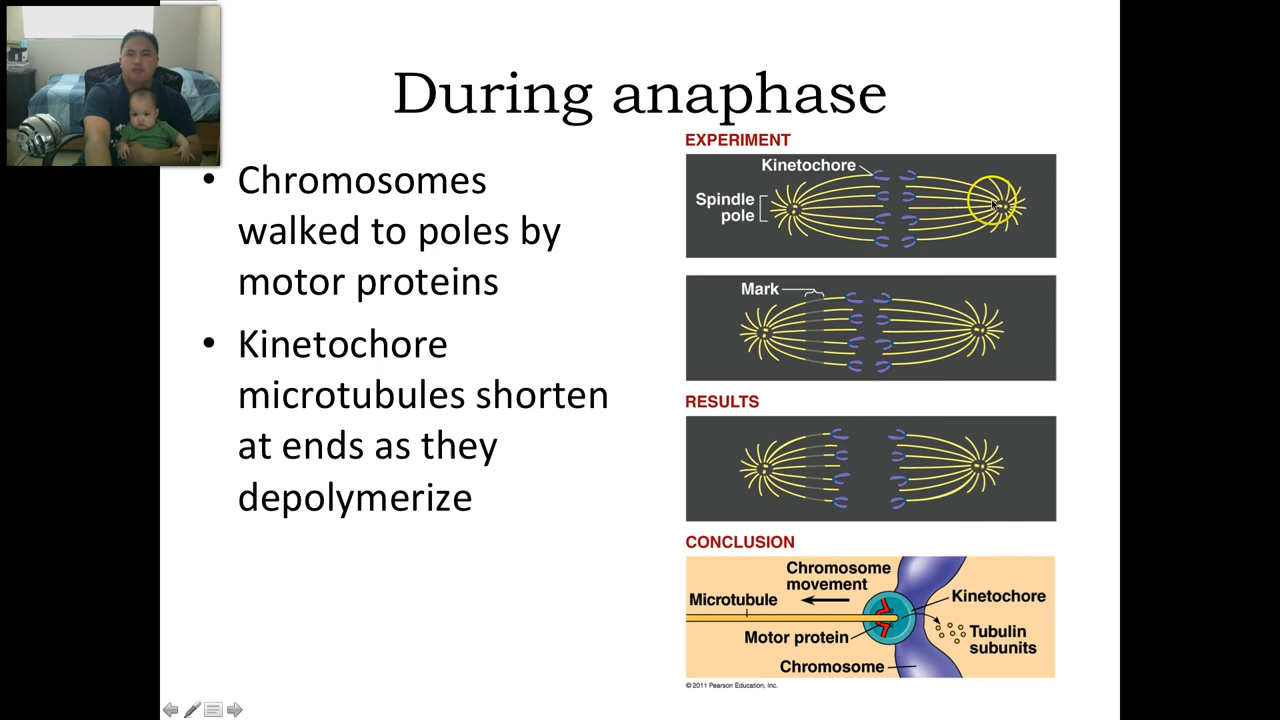 During anaphase
• Chromosomes
walked to poles by
motor proteins
• Kinetochore
microtubules shorten
at ends as they
depolymerize
EXPERIMENT
Kinetochore
Spindle
pole
Mark
RESULTS
CONCLUSION
Chromosome
movement
Microtubule
Kinetochore
Motor protein
Tubulin
subunits
Chromosome
© 2011 Pearson Education, Inc.